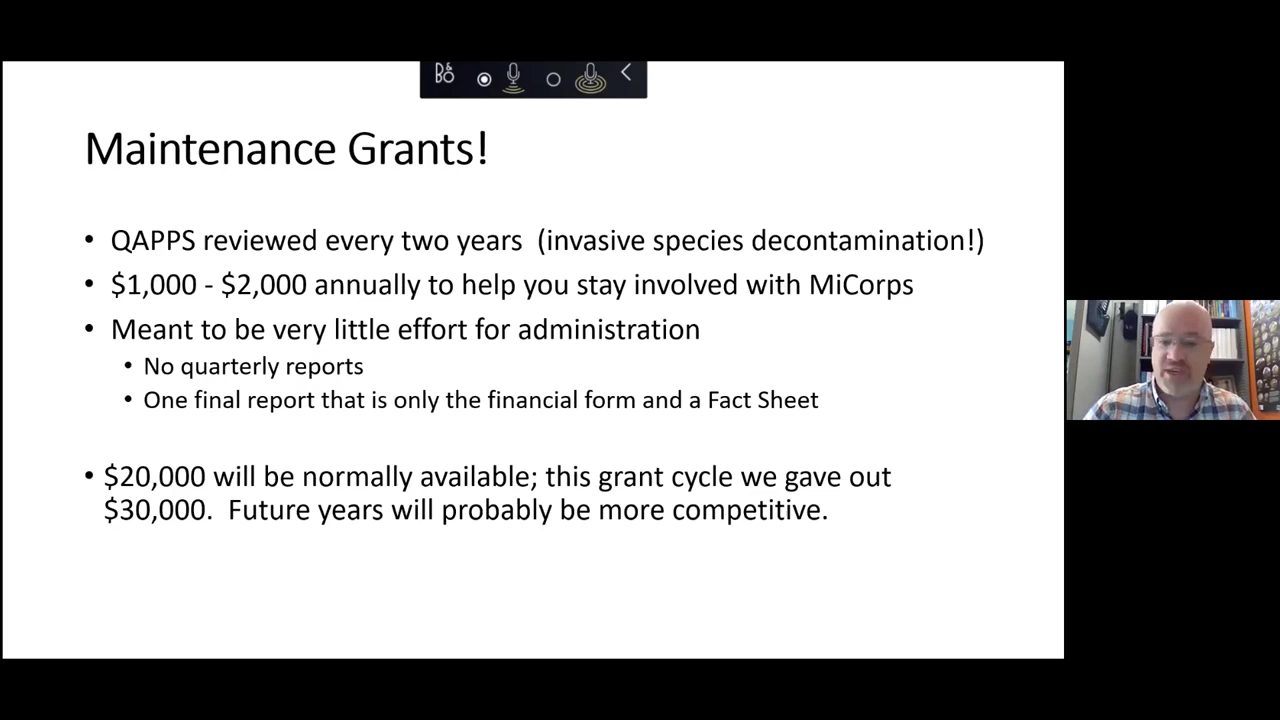 B&O
Maintenance Grants!
• QAPPS reviewed every two years (invasive species decontamination!)
• $1,000 - $2,000 annually to help you stay involved with MiCorps
• Meant to be very little effort for administration
• No quarterly reports
• One final report that is only the financial form and a Fact Sheet
• $20,000 will be normally available; this grant cycle we gave out
$30,000. Future years will probably be more competitive.